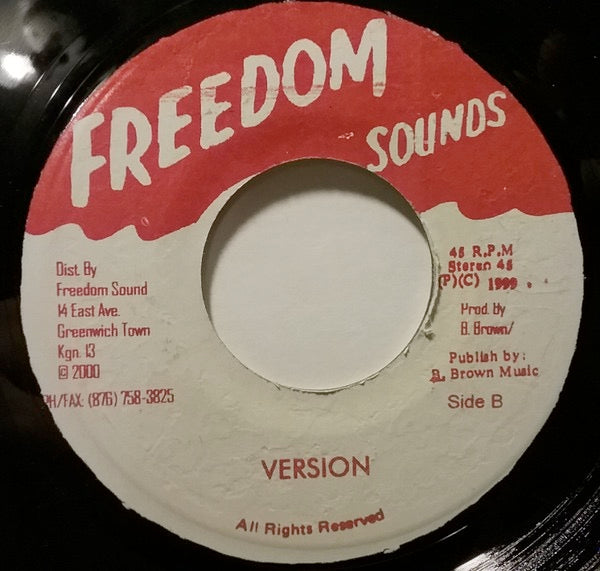 FREEDOM
SOUNDS
Dist. By
Freedom Sound
14 East Ave.
Greenwich Town
Kgn. 13
© 2000
PH/FAX: (876) 758-3825
45 R.P.M
Stereo 45
(P)(C) 1999
Prod. By
B. Brown/
Publish by:
B. Brown Music
Side B
VERSION
All Rights Reserved